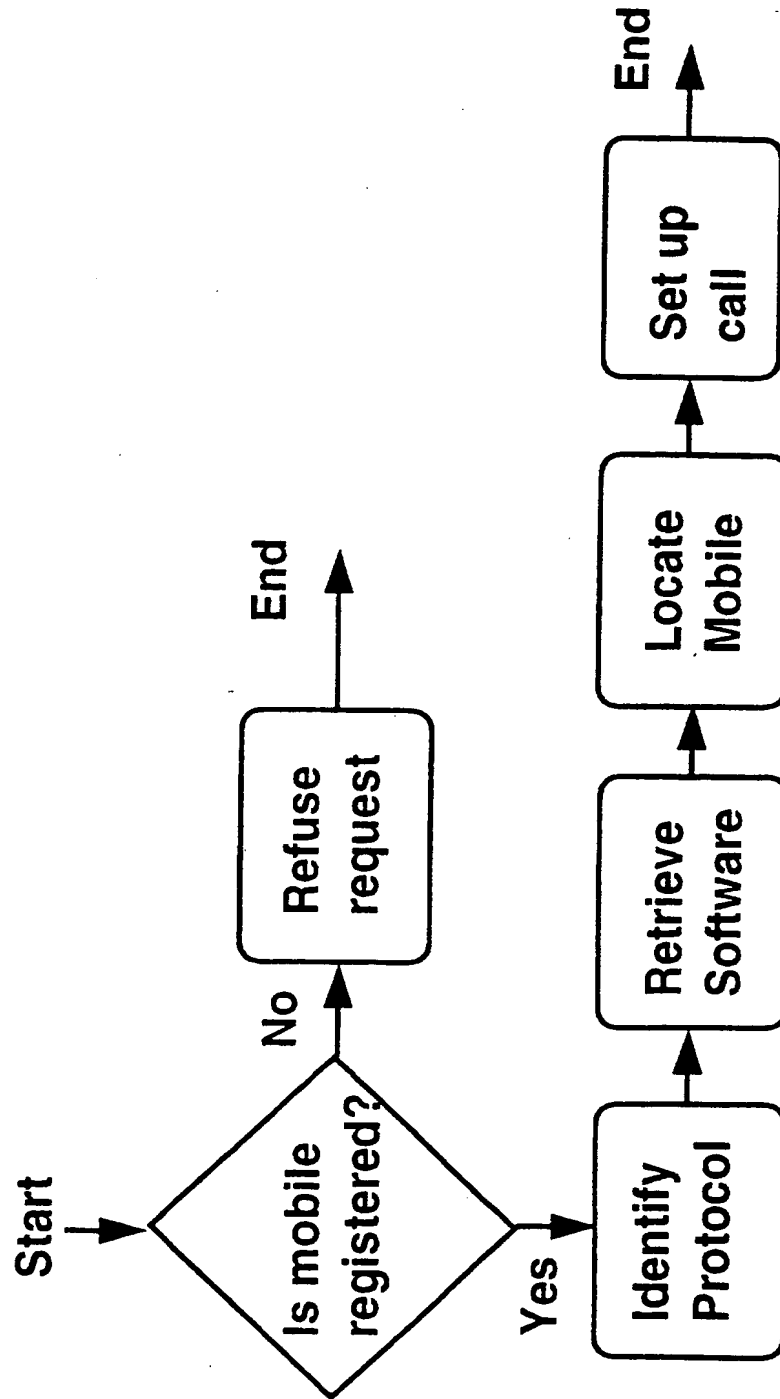 Start
Is mobile
registered?
No
Refuse
request
End
Yes
Identify
Protocol
Retrieve
Software
Locate
Mobile
Set up
call
End